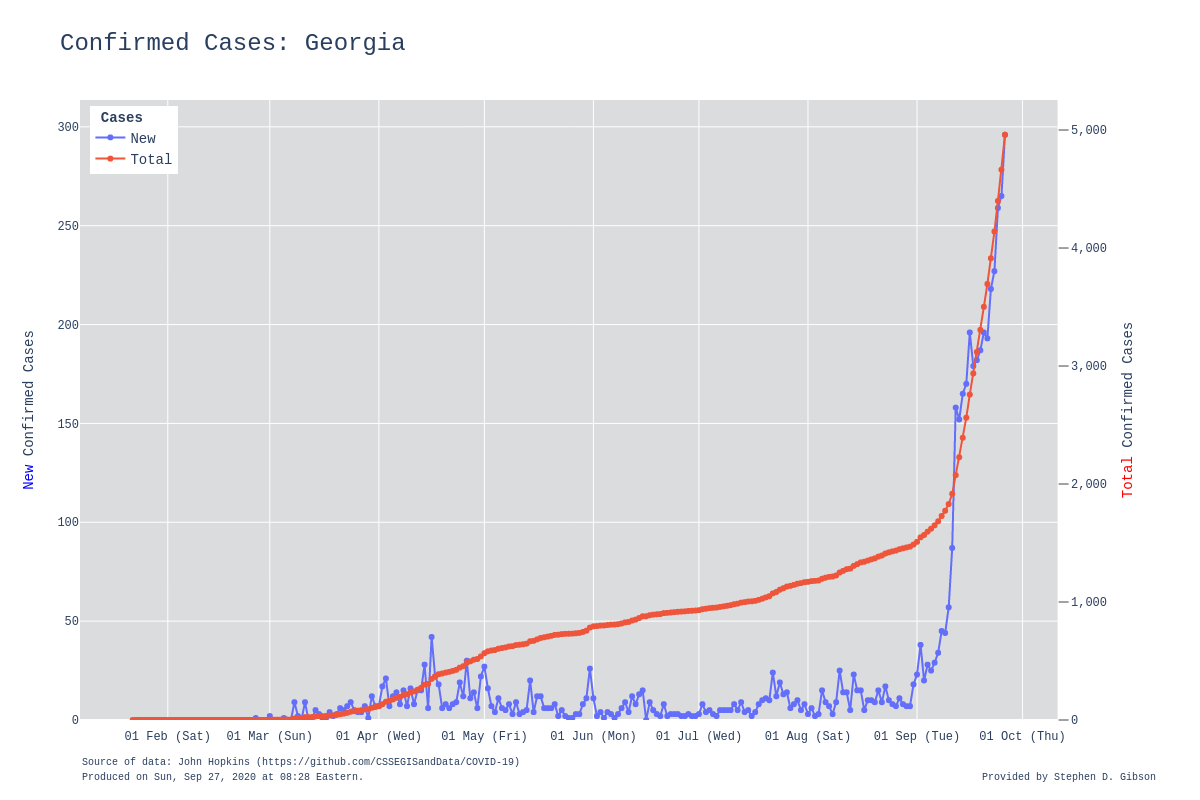 Confirmed Cases: Georgia
Cases
New
Total
300
250
200
150
100
50
0
5,000
4,000
3,000
2,000
1,000
0
New Confirmed Cases
Total Confirmed Cases
01 Feb (Sat)
01 Mar (Sun)
01 Apr (Wed)
01 May (Fri)
01 Jun (Mon)
01 Jul (Wed)
01 Aug (Sat)
01 Sep (Tue)
01 Oct (Thu)
Source of data: John Hopkins (https://github.com/CSSEGISandData/COVID-19)
Produced on Sun, Sep 27, 2020 at 08:28 Eastern.
Provided by Stephen D. Gibson